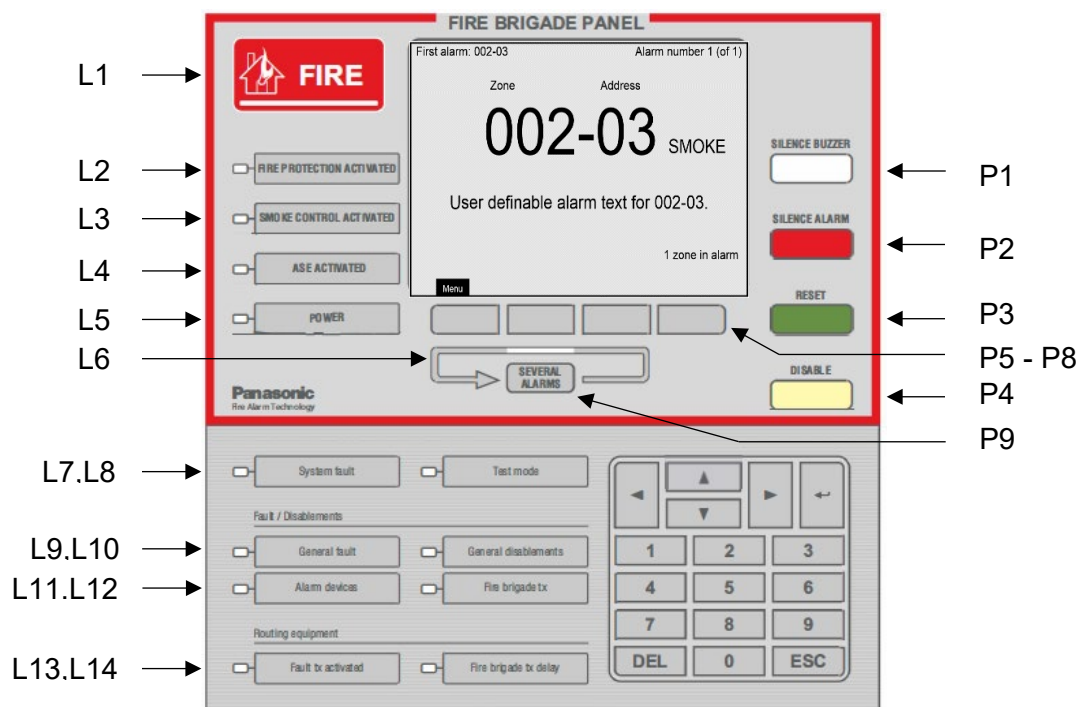 FIRE BRIGADE PANEL
L1
FIRE
First alarm: 002-03 Alarm number 1 (of 1)
Zone Address
002-03 SMOKE
User definable alarm text for 002-03.
1 zone in alarm
Menu
L2
FIRE PROTECTION ACTIVATED
L3
SMOKE CONTROL ACTIVATED
L4
ASE ACTIVATED
L5
POWER
L6
SEVERAL
ALARMS
SILENCE BUZZER
P1
SILENCE ALARM
P2
RESET
P3
P5 - P8
DISABLE
P4
P9
Panasonic
Fire Alarm Technology
L7,L8
System fault Test mode
Fault / Disablements
L9,L10
General fault General disablements
L11.L12
Alarm devices Fire brigade tx
Routing equipment
L13,L14
Fault tx activated Fire brigade tx delay
◄ ▲ ► ↵
▼
1 2 3
4 5 6
7 8 9
DEL 0 ESC